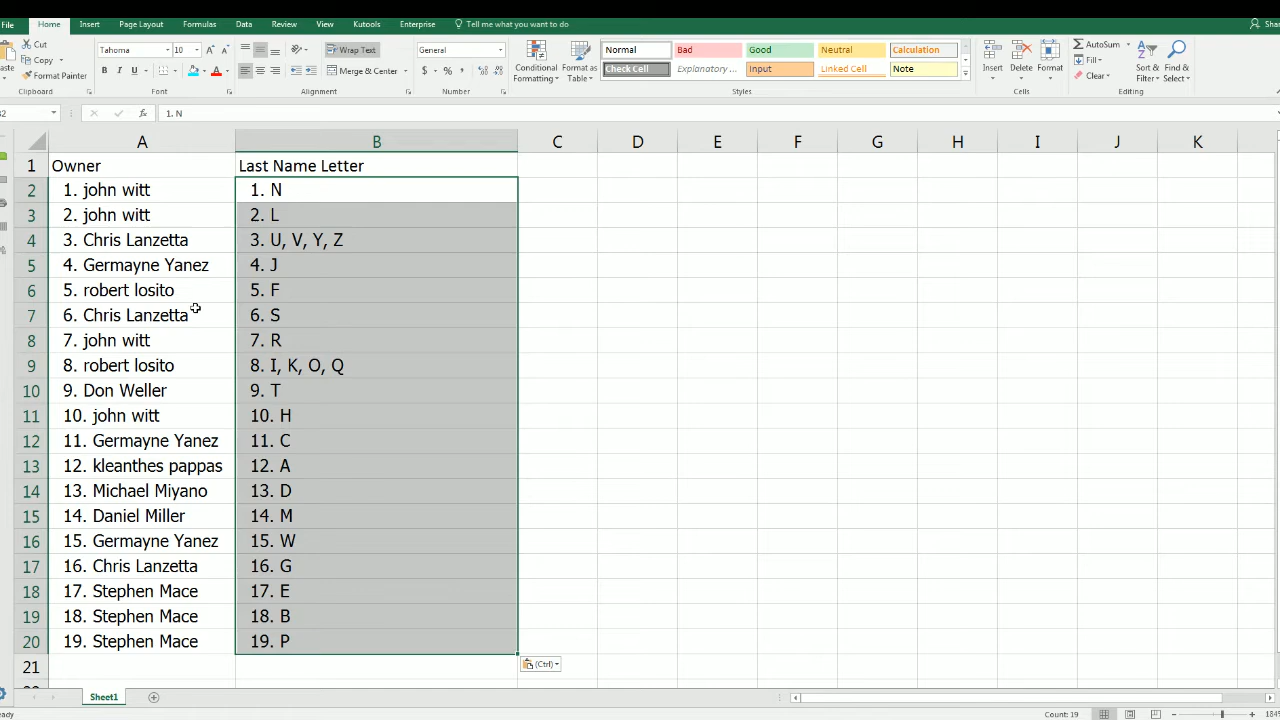 File Home Insert Page Layout Formulas Data Review View Kutools Enterprise Tell me what you want to do
Cut
Copy
Format Painter
Clipboard
Tahoma 10
B I U
Font
Wrap Text
Merge & Center
Alignment
General
$ % ,
Number
Conditional Formatting
Format as Table
Normal Bad Good Neutral Calculation
Check Cell Explanatory ... Input Linked Cell Note
Styles
Insert Delete Format
Cells
AutoSum
Fill
Clear
Sort & Filter
Find & Select
Editing
fx 1. N
A B C D E F G H I J K
1 Owner Last Name Letter
2 1. john witt 1. N
3 2. john witt 2. L
4 3. Chris Lanzetta 3. U, V, Y, Z
5 4. Germayne Yanez 4. J
6 5. robert losito 5. F
7 6. Chris Lanzetta 6. S
8 7. john witt 7. R
9 8. robert losito 8. I, K, O, Q
10 9. Don Weller 9. T
11 10. john witt 10. H
12 11. Germayne Yanez 11. C
13 12. kleanthes pappas 12. A
14 13. Michael Miyano 13. D
15 14. Daniel Miller 14. M
16 15. Germayne Yanez 15. W
17 16. Chris Lanzetta 16. G
18 17. Stephen Mace 17. E
19 18. Stephen Mace 18. B
20 19. Stephen Mace 19. P
(Ctrl)
21
Sheet1
Count: 19